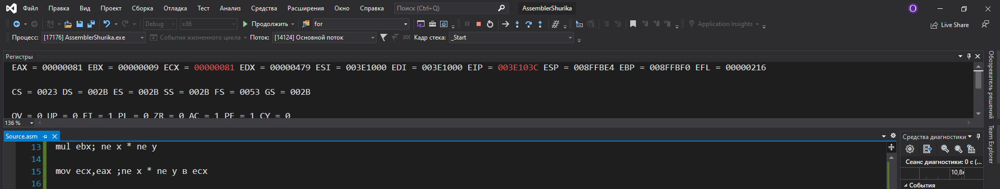 Файл Правка Вид Проект Сборка Отладка Тест Анализ Средства Расширения Окно Справка Поиск (Ctrl+Q) AssemblerShurika O
Debug x86 Продолжить for Application Insights Live Share
Процесс: [17176] AssemblerShurika.exe События жизненного цикла Поток: [14124] Основной поток Кадр стека: _Start
Регистры
EAX = 00000081 EBX = 00000009 ECX = 00000081 EDX = 00000479 ESI = 003E1000 EDI = 003E1000 EIP = 003E103C ESP = 008FFBE4 EBP = 008FFBF0 EFL = 00000216
CS = 0023 DS = 002B ES = 002B SS = 002B FS = 0053 GS = 002B
OV = 0 UP = 0 EI = 1 PL = 0 ZR = 0 AC = 1 PE = 1 CY = 0
136 %
Source.asm
13 mul ebx; ne x * ne y
14
15 mov ecx,eax ;ne x * ne y в ecx
16
Средства диагностики
Сеанс диагностики: 0 с (...
10,8м
События
Обозреватель решений
Team Explorer